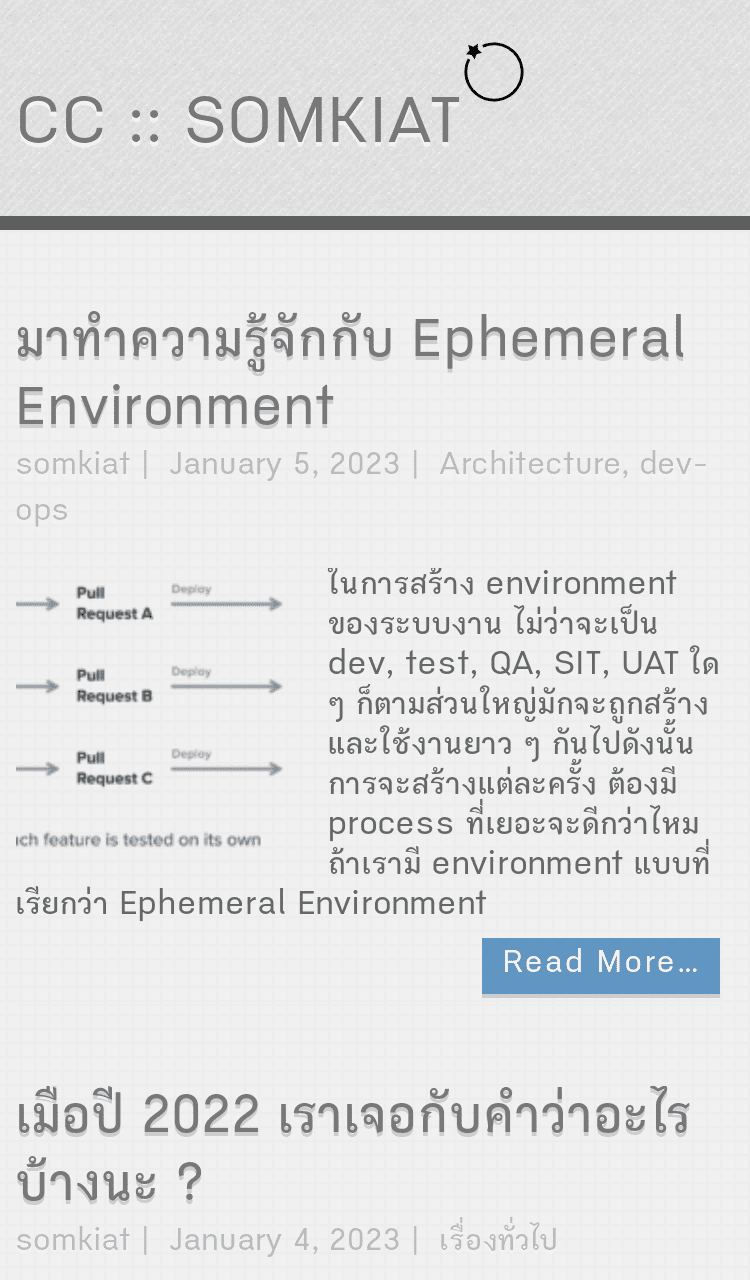 CC :: SOMKIAT
มาทำความรู้จักกับ Ephemeral
Environment
somkiat | January 5, 2023 | Architecture, dev-
ops
Pull
Request A
Deploy
Pull
Request B
Deploy
Pull
Request C
Deploy
feature is tested on its own
ในการสร้าง environment
ของระบบงาน ไม่ว่าจะเป็น
dev, test, QA, SIT, UAT ใด
ๆ ก็ตามส่วนใหญ่มักจะถูกสร้าง
และใช้งานยาว ๆ กันไปดังนั้น
การจะสร้างแต่ละครั้ง ต้องมี
process ที่เยอะจะดีกว่าไหม
ถ้าเรามี environment แบบที่
เรียกว่า Ephemeral Environment
Read More...
เมื่อปี 2022 เราเจอกับคำว่าอะไร
บ้างนะ ?
somkiat | January 4, 2023 | เรื่องทั่วไป